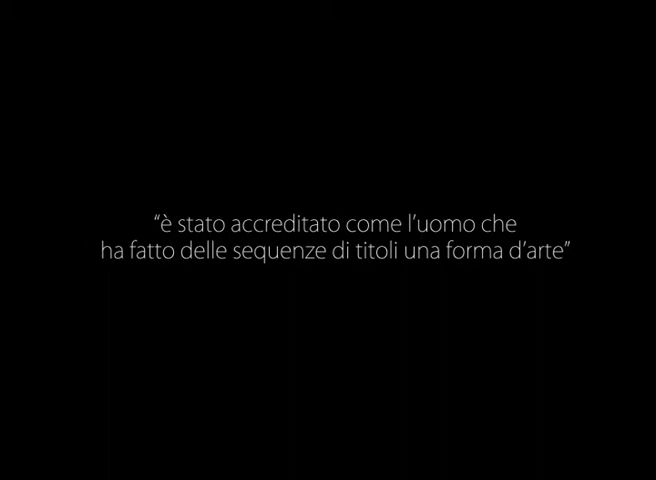 “è stato accreditato come l’uomo che
ha fatto delle sequenze di titoli una forma d’arte”